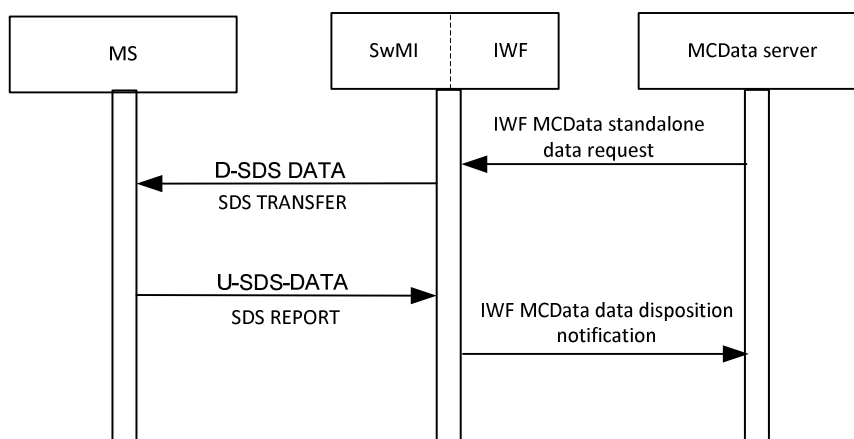 MS
SwMI
IWF
MCData server
IWF MCData standalone
data request
D-SDS DATA
SDS TRANSFER
U-SDS-DATA
SDS REPORT
IWF MCData data disposition
notification